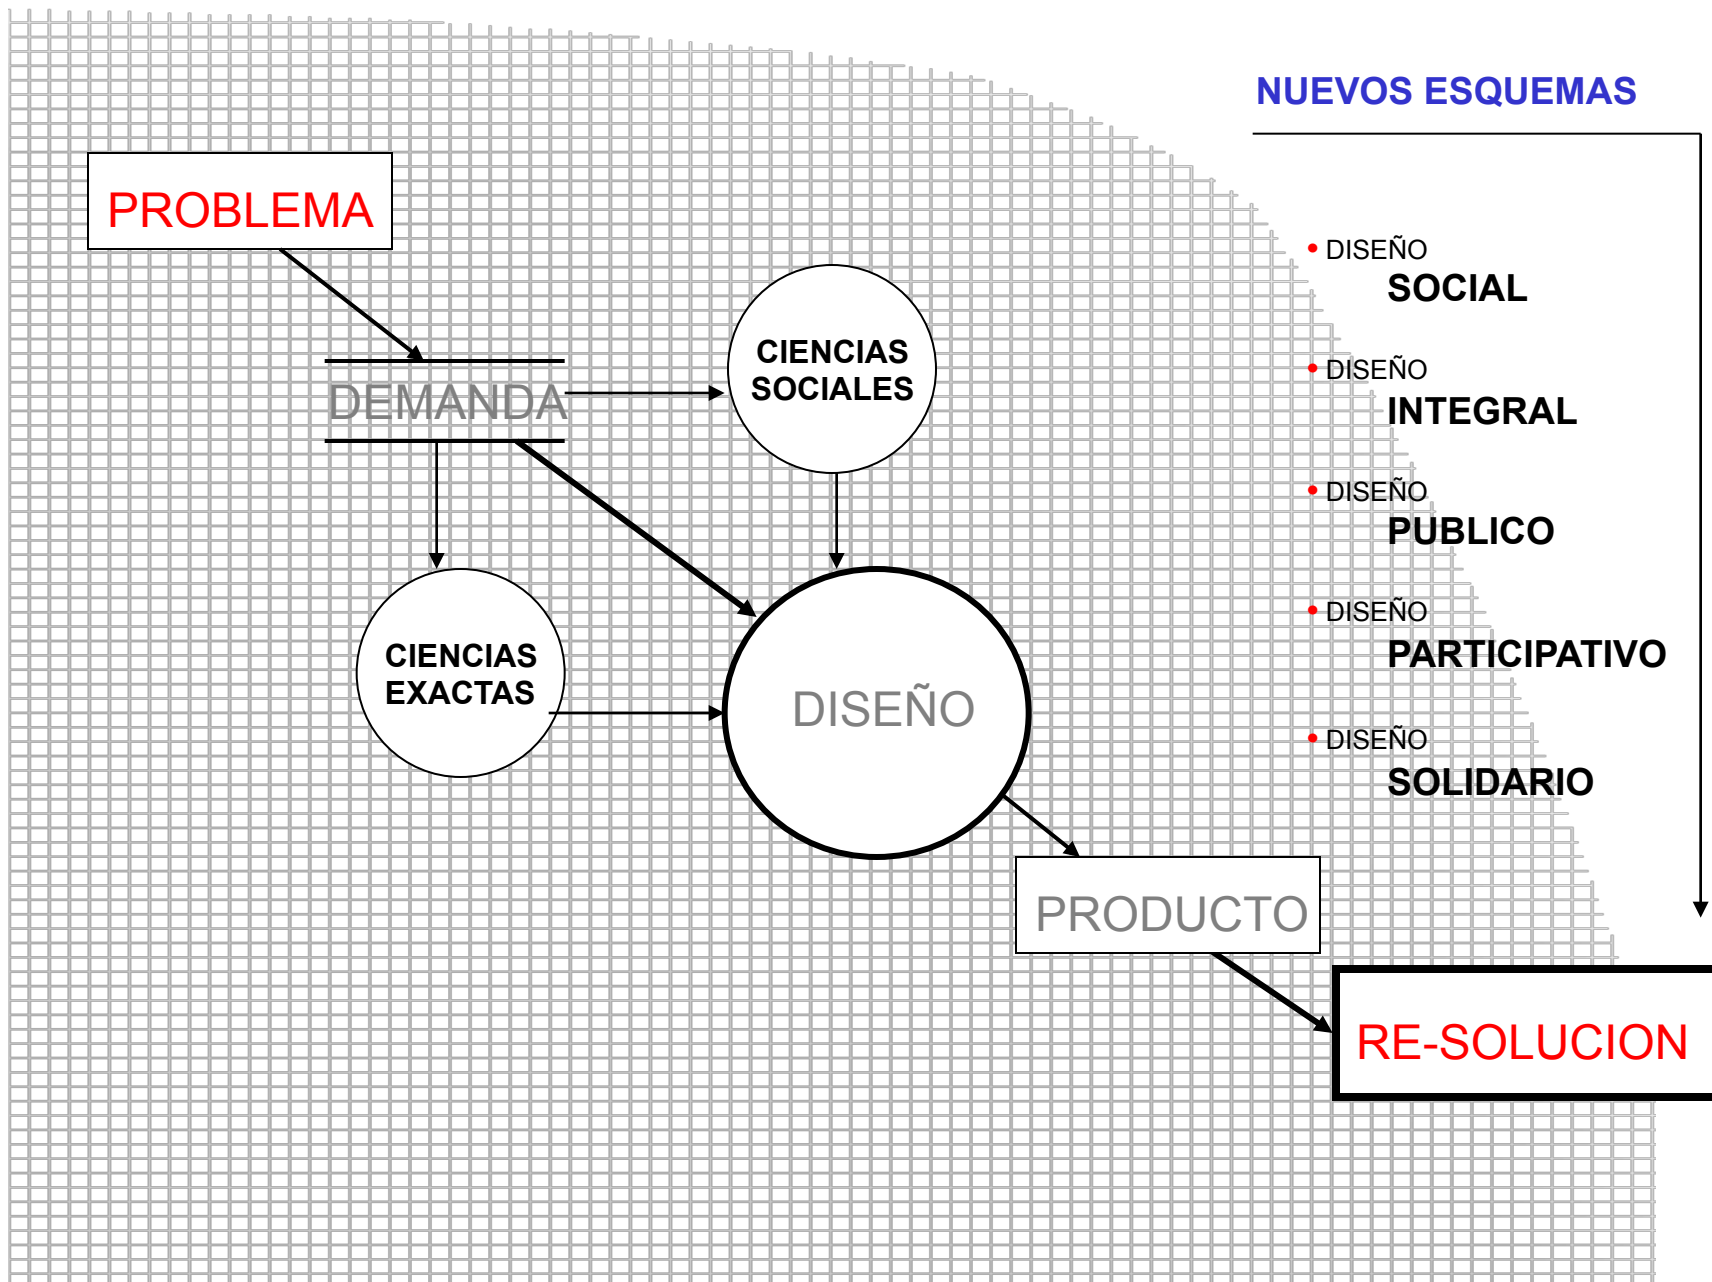 NUEVOS ESQUEMAS
PROBLEMA
DEMANDA
CIENCIAS
SOCIALES
CIENCIAS
EXACTAS
DISEÑO
PRODUCTO
RE-SOLUCION
• DISEÑO
SOCIAL
• DISEÑO
INTEGRAL
• DISEÑO
PUBLICO
• DISEÑO
PARTICIPATIVO
• DISEÑO
SOLIDARIO